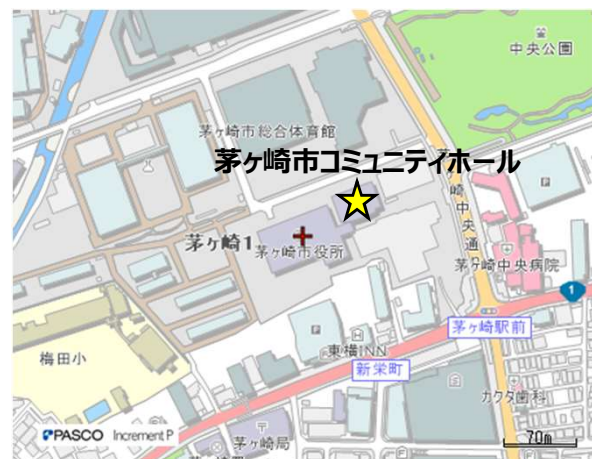 中央公園
茅ヶ崎市総合体育館
茅ヶ崎市コミュニティホール
茅ヶ崎中央通
P
茅ヶ崎1
茅ヶ崎市役所
茅ヶ崎中央病院
1
P
H
茅ヶ崎駅前
梅田小
東横INN
新栄町
カクタ歯科
PASCO Increment P
茅ヶ崎局
70m